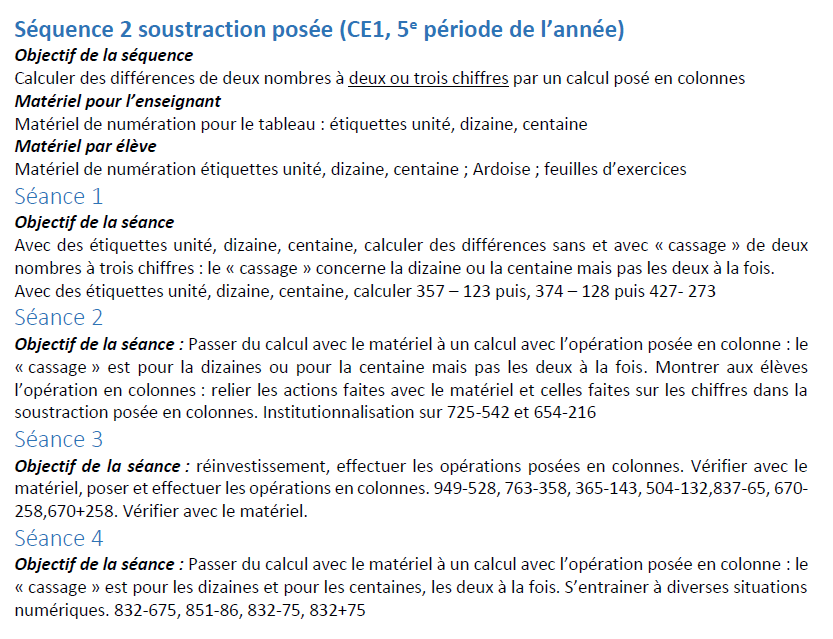 Séquence 2 soustraction posée (CE1, 5e période de l’année)
Objectif de la séquence
Calculer des différences de deux nombres à deux ou trois chiffres par un calcul posé en colonnes
Matériel pour l’enseignant
Matériel de numération pour le tableau : étiquettes unité, dizaine, centaine
Matériel par élève
Matériel de numération étiquettes unité, dizaine, centaine ; Ardoise ; feuilles d’exercices
Séance 1
Objectif de la séance
Avec des étiquettes unité, dizaine, centaine, calculer des différences sans et avec « cassage » de deux
nombres à trois chiffres : le « cassage » concerne la dizaine ou la centaine mais pas les deux à la fois.
Avec des étiquettes unité, dizaine, centaine, calculer 357 – 123 puis, 374 – 128 puis 427- 273
Séance 2
Objectif de la séance : Passer du calcul avec le matériel à un calcul avec l’opération posée en colonne : le
« cassage » est pour la dizaines ou pour la centaine mais pas les deux à la fois. Montrer aux élèves
l’opération en colonnes : relier les actions faites avec le matériel et celles faites sur les chiffres dans la
soustraction posée en colonnes. Institutionnalisation sur 725-542 et 654-216
Séance 3
Objectif de la séance : réinvestissement, effectuer les opérations posées en colonnes. Vérifier avec le
matériel, poser et effectuer les opérations en colonnes. 949-528, 763-358, 365-143, 504-132,837-65, 670-
258,670+258. Vérifier avec le matériel.
Séance 4
Objectif de la séance : Passer du calcul avec le matériel à un calcul avec l’opération posée en colonne : le
« cassage » est pour les dizaines et pour les centaines, les deux à la fois. S’entrainer à diverses situations
numériques. 832-675, 851-86, 832-75, 832+75